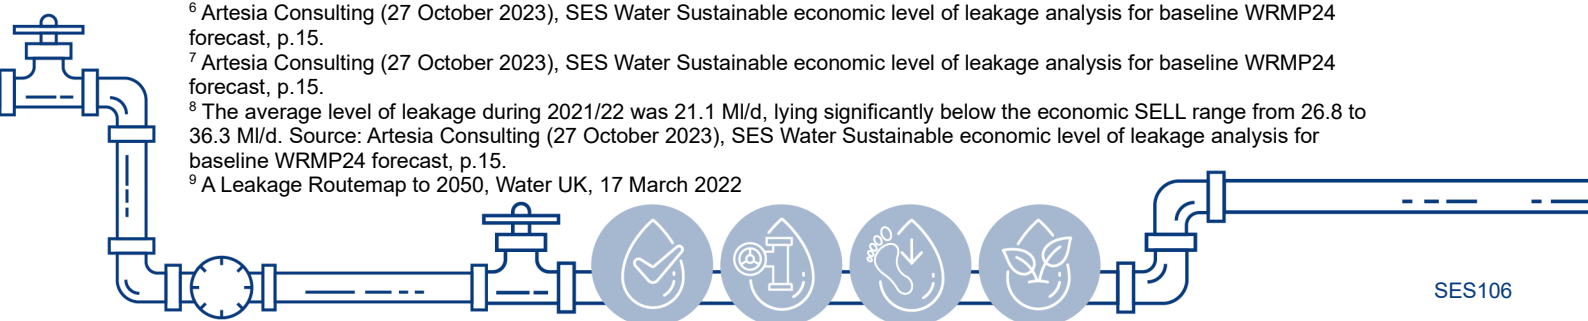 6 Artesia Consulting (27 October 2023), SES Water Sustainable economic level of leakage analysis for baseline WRMP24
forecast, p.15.
7 Artesia Consulting (27 October 2023), SES Water Sustainable economic level of leakage analysis for baseline WRMP24
forecast, p.15.
8 The average level of leakage during 2021/22 was 21.1 Ml/d, lying significantly below the economic SELL range from 26.8 to
36.3 Ml/d. Source: Artesia Consulting (27 October 2023), SES Water Sustainable economic level of leakage analysis for
baseline WRMP24 forecast, p.15.
9 A Leakage Routemap to 2050, Water UK, 17 March 2022
SES106